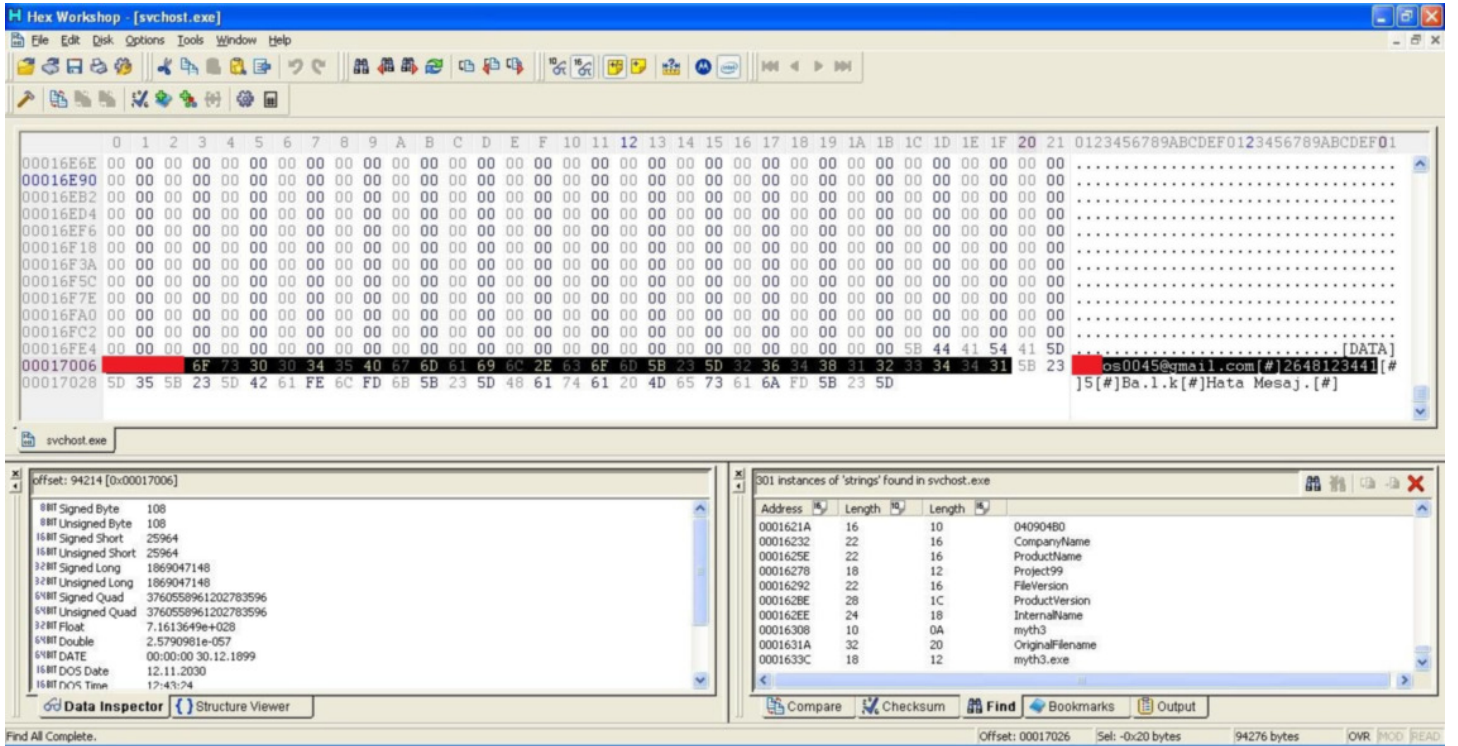 Hex Workshop - [svchost.exe]
File Edit Disk Options Tools Window Help
0 1 2 3 4 5 6 7 8 9 A B C D E F 10 11 12 13 14 15 16 17 18 19 1A 1B 1C 1D 1E 1F 20 21 0123456789ABCDEF0123456789ABCDEF01
00016E6E 00 00 00 00 00 00 00 00 00 00 00 00 00 00 00 00 00 00 00 00 00 00 00 00 00 00 00 00 00 00 00 00 00 00 ..................................
00016E90 00 00 00 00 00 00 00 00 00 00 00 00 00 00 00 00 00 00 00 00 00 00 00 00 00 00 00 00 00 00 00 00 00 00 ..................................
00016EB2 00 00 00 00 00 00 00 00 00 00 00 00 00 00 00 00 00 00 00 00 00 00 00 00 00 00 00 00 00 00 00 00 00 00 ..................................
00016ED4 00 00 00 00 00 00 00 00 00 00 00 00 00 00 00 00 00 00 00 00 00 00 00 00 00 00 00 00 00 00 00 00 00 00 ..................................
00016EF6 00 00 00 00 00 00 00 00 00 00 00 00 00 00 00 00 00 00 00 00 00 00 00 00 00 00 00 00 00 00 00 00 00 00 ..................................
00016F18 00 00 00 00 00 00 00 00 00 00 00 00 00 00 00 00 00 00 00 00 00 00 00 00 00 00 00 00 00 00 00 00 00 00 ..................................
00016F3A 00 00 00 00 00 00 00 00 00 00 00 00 00 00 00 00 00 00 00 00 00 00 00 00 00 00 00 00 00 00 00 00 00 00 ..................................
00016F5C 00 00 00 00 00 00 00 00 00 00 00 00 00 00 00 00 00 00 00 00 00 00 00 00 00 00 00 00 00 00 00 00 00 00 ..................................
00016F7E 00 00 00 00 00 00 00 00 00 00 00 00 00 00 00 00 00 00 00 00 00 00 00 00 00 00 00 00 00 00 00 00 00 00 ..................................
00016FA0 00 00 00 00 00 00 00 00 00 00 00 00 00 00 00 00 00 00 00 00 00 00 00 00 00 00 00 00 00 00 00 00 00 00 ..................................
00016FC2 00 00 00 00 00 00 00 00 00 00 00 00 00 00 00 00 00 00 00 00 00 00 00 00 00 00 00 00 00 00 00 00 00 00 ..................................
00016FE4 00 00 00 00 00 00 00 00 00 00 00 00 00 00 00 00 00 00 00 00 00 00 00 00 00 00 00 00 5B 44 41 54 41 5D ............................[DATA]
00017006 6F 73 30 30 34 35 40 67 6D 61 69 6C 2E 63 6F 6D 5B 23 5D 32 36 34 38 31 32 33 34 34 31 5B 23 os0045@gmail.com[#]2648123441[#
00017028 5D 35 5B 23 5D 42 61 FE 6C FD 6B 5B 23 5D 48 61 74 61 20 4D 65 73 61 6A FD 5B 23 5D ]5[#]Ba.l.k[#]Hata Mesaj.[#]
svchost.exe
offset: 94214 [0x00017006]
8BIT Signed Byte 108
8BIT Unsigned Byte 108
16BIT Signed Short 25964
16BIT Unsigned Short 25964
32BIT Signed Long 1869047148
32BIT Unsigned Long 1869047148
64BIT Signed Quad 3760558961202783596
64BIT Unsigned Quad 3760558961202783596
32BIT Float 7.1613649e+028
64BIT Double 2.5790981e-057
64BIT DATE 00:00:00 30.12.1899
16BIT DOS Date 12.11.2030
16BIT DOS Time 12:43:24
Data Inspector Structure Viewer
301 instances of 'strings' found in svchost.exe
Address Length Length
0001621A 16 10 040904B0
00016232 22 16 CompanyName
0001625E 22 16 ProductName
00016278 18 12 Project99
00016292 22 16 FileVersion
000162BE 28 1C ProductVersion
000162EE 24 18 InternalName
00016308 10 0A myth3
0001631A 32 20 OriginalFilename
0001633C 18 12 myth3.exe
Compare Checksum Find Bookmarks Output
Find All Complete.
Offset: 00017026 Sel: -0x20 bytes 94276 bytes OVR MOD READ